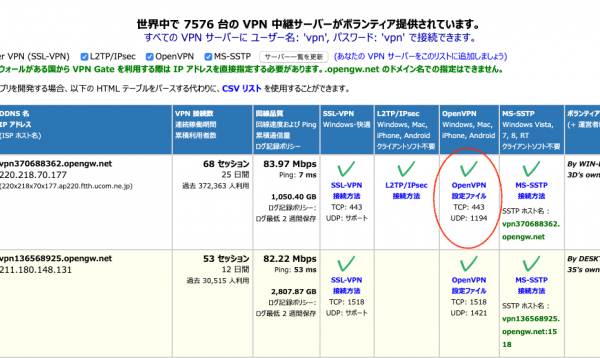 世界中で 7576 台の VPN 中継サーバーがボランティア提供されています。
すべての VPN サーバーに ユーザー名: 'vpn', パスワード: 'vpn' で接続できます。
er VPN (SSL-VPN) L2TP/IPsec OpenVPN MS-SSTP サーバー一覧を更新 (あなたの VPN サーバーをこのリストに追加しましょう)
ウォールがある国から VPN Gate を利用する際は IP アドレスを直接指定する必要があります。.opengw.net のドメイン名での指定はできません。
プリを開発する場合、以下の HTML テーブルをパースする代わりに、CSV リスト を使用することができます。
DDNS 名
IP アドレス
(ISP ホスト名)
VPN 接続数
連続稼働期間
累積利用者数
回線品質
回線速度および Ping
累積通信量
ログ記録ポリシー
SSL-VPN
Windows-快適
L2TP/IPsec
Windows, Mac,
iPhone, Android
クライアントソフト不要
OpenVPN
Windows, Mac,
iPhone, Android
MS-SSTP
Windows Vista,
7, 8, RT
クライアントソフト不要
ボランティ
(+ 運営者
vpn370688362.opengw.net
220.218.70.177
(220x218x70x177.ap220.ftth.ucom.ne.jp)
68 セッション
25 日間
過去 372,363 人利用
83.97 Mbps
Ping: 7 ms
1,050.40 GB
ログ記録ポリシー:
ログ最低 2 週間保存
SSL-VPN
接続方法
TCP: 443
UDP: サポート
L2TP/IPsec
接続方法
OpenVPN
設定ファイル
TCP: 443
UDP: 1194
MS-SSTP
接続方法
SSTP ホスト名 :
vpn370688362.
opengw.net
By WIN-
3D's own
vpn136568925.opengw.net
211.180.148.131
53 セッション
12 日間
過去 30,515 人利用
82.22 Mbps
Ping: 53 ms
2,807.87 GB
ログ記録ポリシー:
ログ最低 2 週間保存
SSL-VPN
接続方法
TCP: 1518
UDP: サポート
OpenVPN
設定ファイル
TCP: 1518
UDP: 1421
MS-SSTP
接続方法
SSTP ホスト名 :
vpn136568925.
opengw.net:15
18
By DESKT
35's own